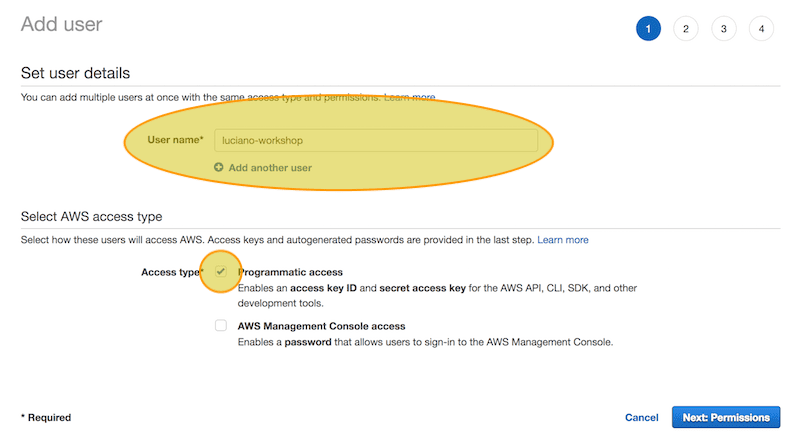 Add user
1 2 3 4
Set user details
You can add multiple users at once with the same access type and permissions. Learn more
User name* luciano-workshop
Add another user
Select AWS access type
Select how these users will access AWS. Access keys and autogenerated passwords are provided in the last step. Learn more
Access type* Programmatic access
Enables an access key ID and secret access key for the AWS API, CLI, SDK, and other
development tools.
AWS Management Console access
Enables a password that allows users to sign-in to the AWS Management Console.
* Required Cancel Next: Permissions